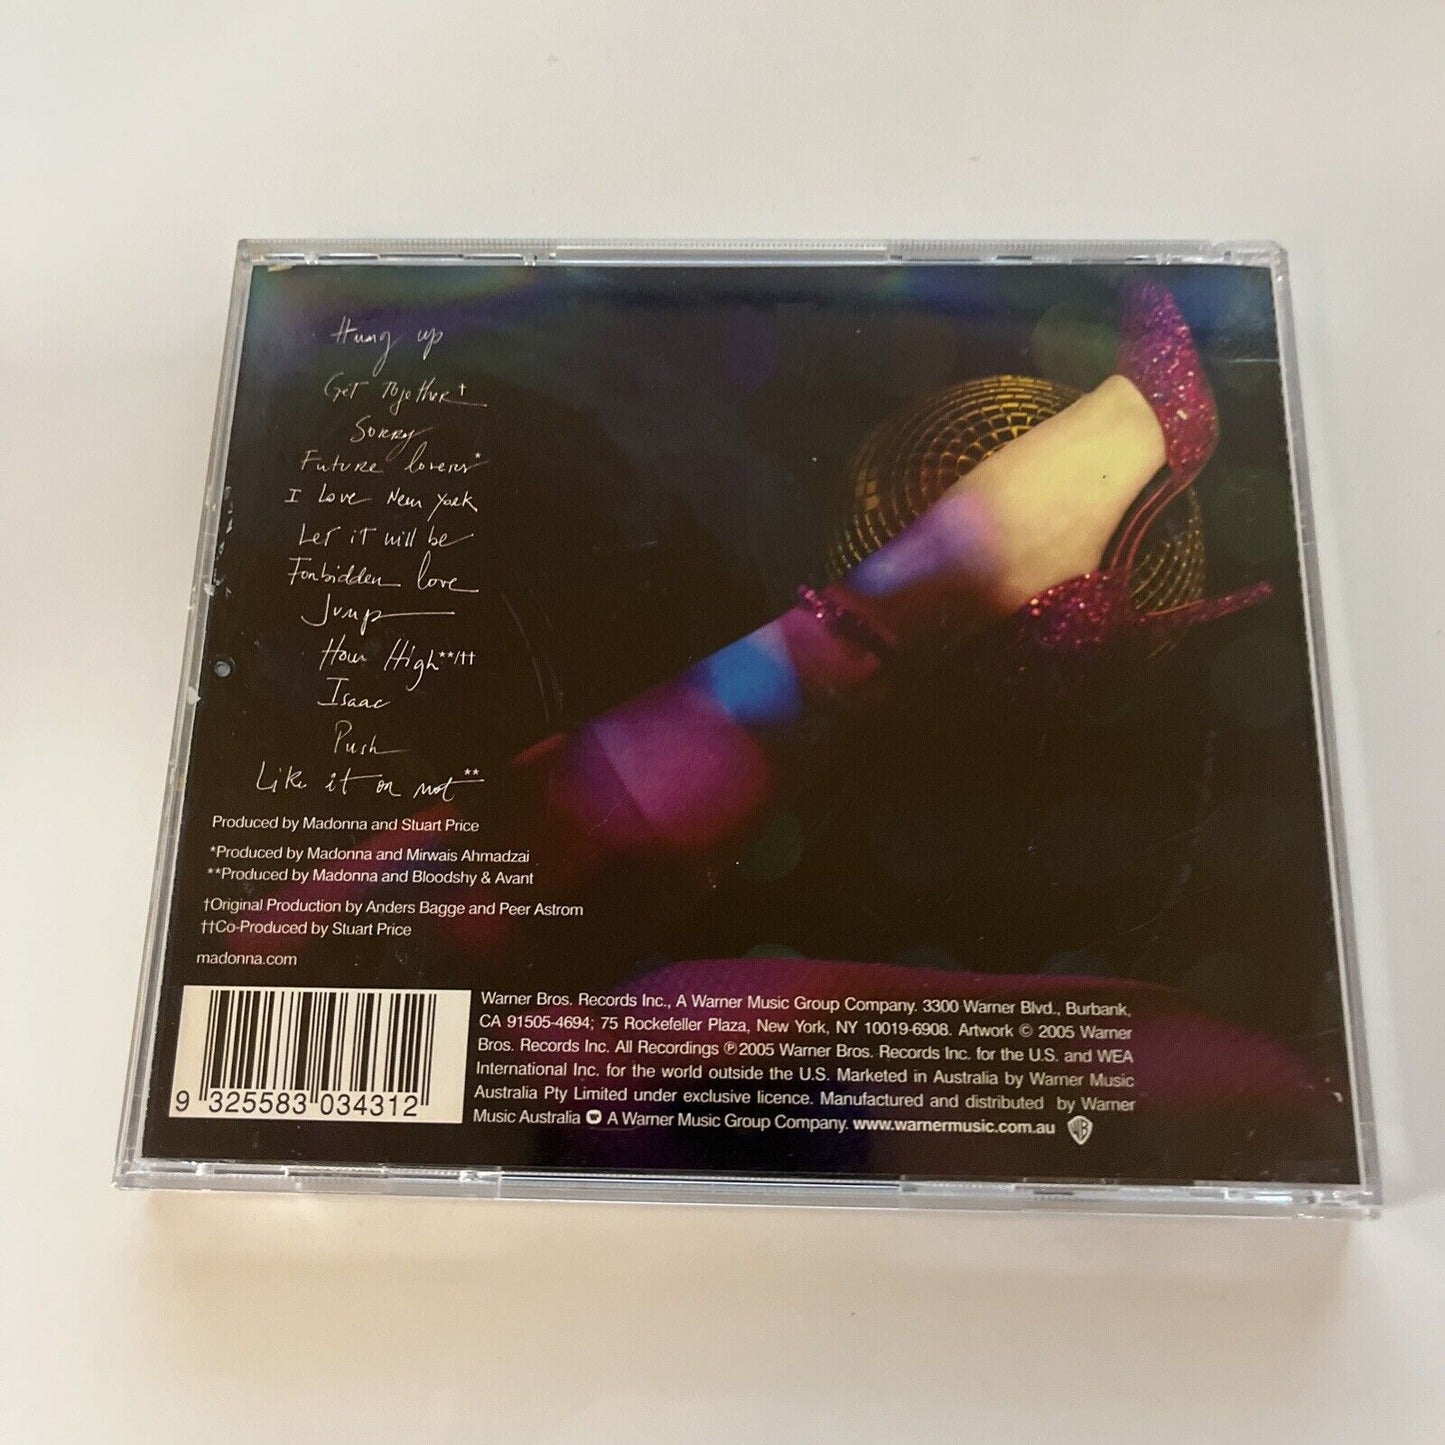 Hung up
Get Together†
Sorry
Future lovers*
I Love New York
Let it will be
Forbidden love
Jump
How High**/††
Isaac
Push
Like it or not**
Produced by Madonna and Stuart Price
*Produced by Madonna and Mirwais Ahmadzai
**Produced by Madonna and Bloodshy & Avant
†Original Production by Anders Bagge and Peer Astrom
††Co-Produced by Stuart Price
madonna.com
9 325583 034312
Warner Bros. Records Inc., A Warner Music Group Company. 3300 Warner Blvd., Burbank,
CA 91505-4694; 75 Rockefeller Plaza, New York, NY 10019-6908. Artwork © 2005 Warner
Bros. Records Inc. All Recordings ℗2005 Warner Bros. Records Inc. for the U.S. and WEA
International Inc. for the world outside the U.S. Marketed in Australia by Warner Music
Australia Pty Limited under exclusive licence. Manufactured and distributed by Warner
Music Australia A Warner Music Group Company. www.warnermusic.com.au WB